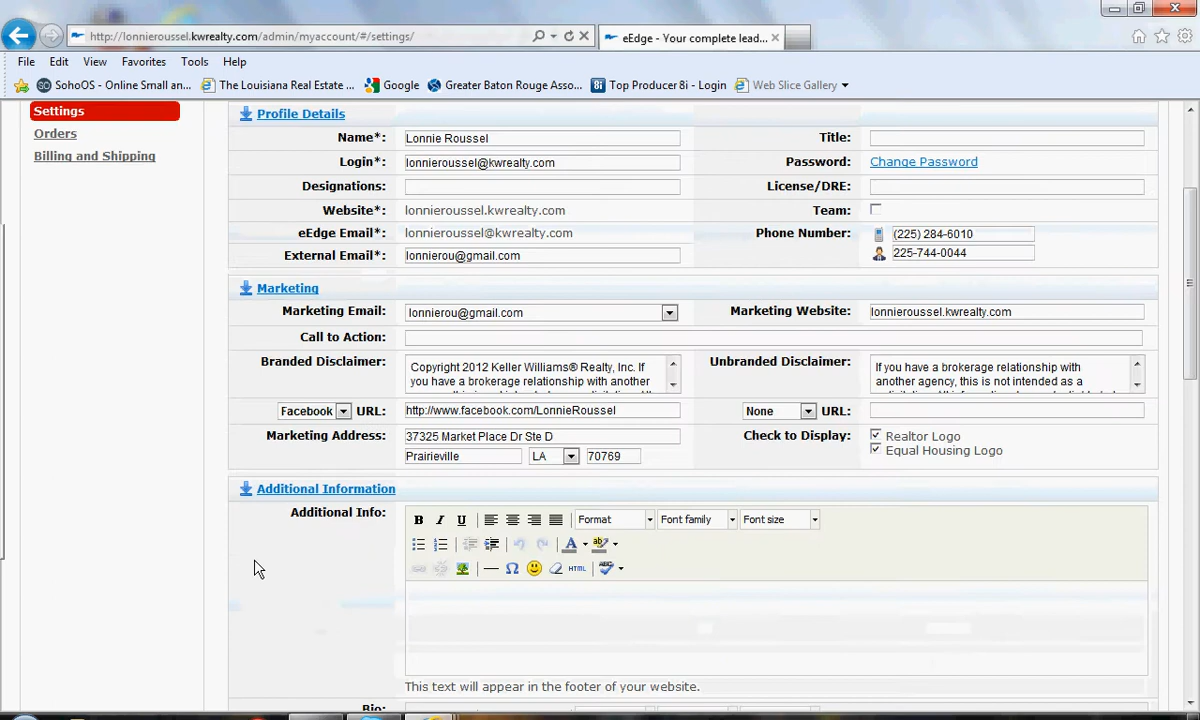 http://lonnieroussel.kwrealty.com/admin/myaccount/#/settings/
eEdge - Your complete lead...
File Edit View Favorites Tools Help
SohoOS - Online Small an... The Louisiana Real Estate ... Google Greater Baton Rouge Asso... 8i Top Producer 8i - Login Web Slice Gallery
Settings
Orders
Billing and Shipping
Profile Details
Name*: Lonnie Roussel Title:
Login*: lonnieroussel@kwrealty.com Password: Change Password
Designations: License/DRE:
Website*: lonnieroussel.kwrealty.com Team:
eEdge Email*: lonnieroussel@kwrealty.com Phone Number: (225) 284-6010
External Email*: lonnierou@gmail.com 225-744-0044
Marketing
Marketing Email: lonnierou@gmail.com Marketing Website: lonnieroussel.kwrealty.com
Call to Action:
Branded Disclaimer: Copyright 2012 Keller Williams® Realty, Inc. If
you have a brokerage relationship with another
Unbranded Disclaimer: If you have a brokerage relationship with
another agency, this is not intended as a
Facebook URL: http://www.facebook.com/LonnieRoussel None URL:
Marketing Address: 37325 Market Place Dr Ste D Check to Display: Realtor Logo
Prairieville LA 70769 Equal Housing Logo
Additional Information
Additional Info: B I U Format Font family Font size
A ab
Ω HTML
This text will appear in the footer of your website.
Bio: